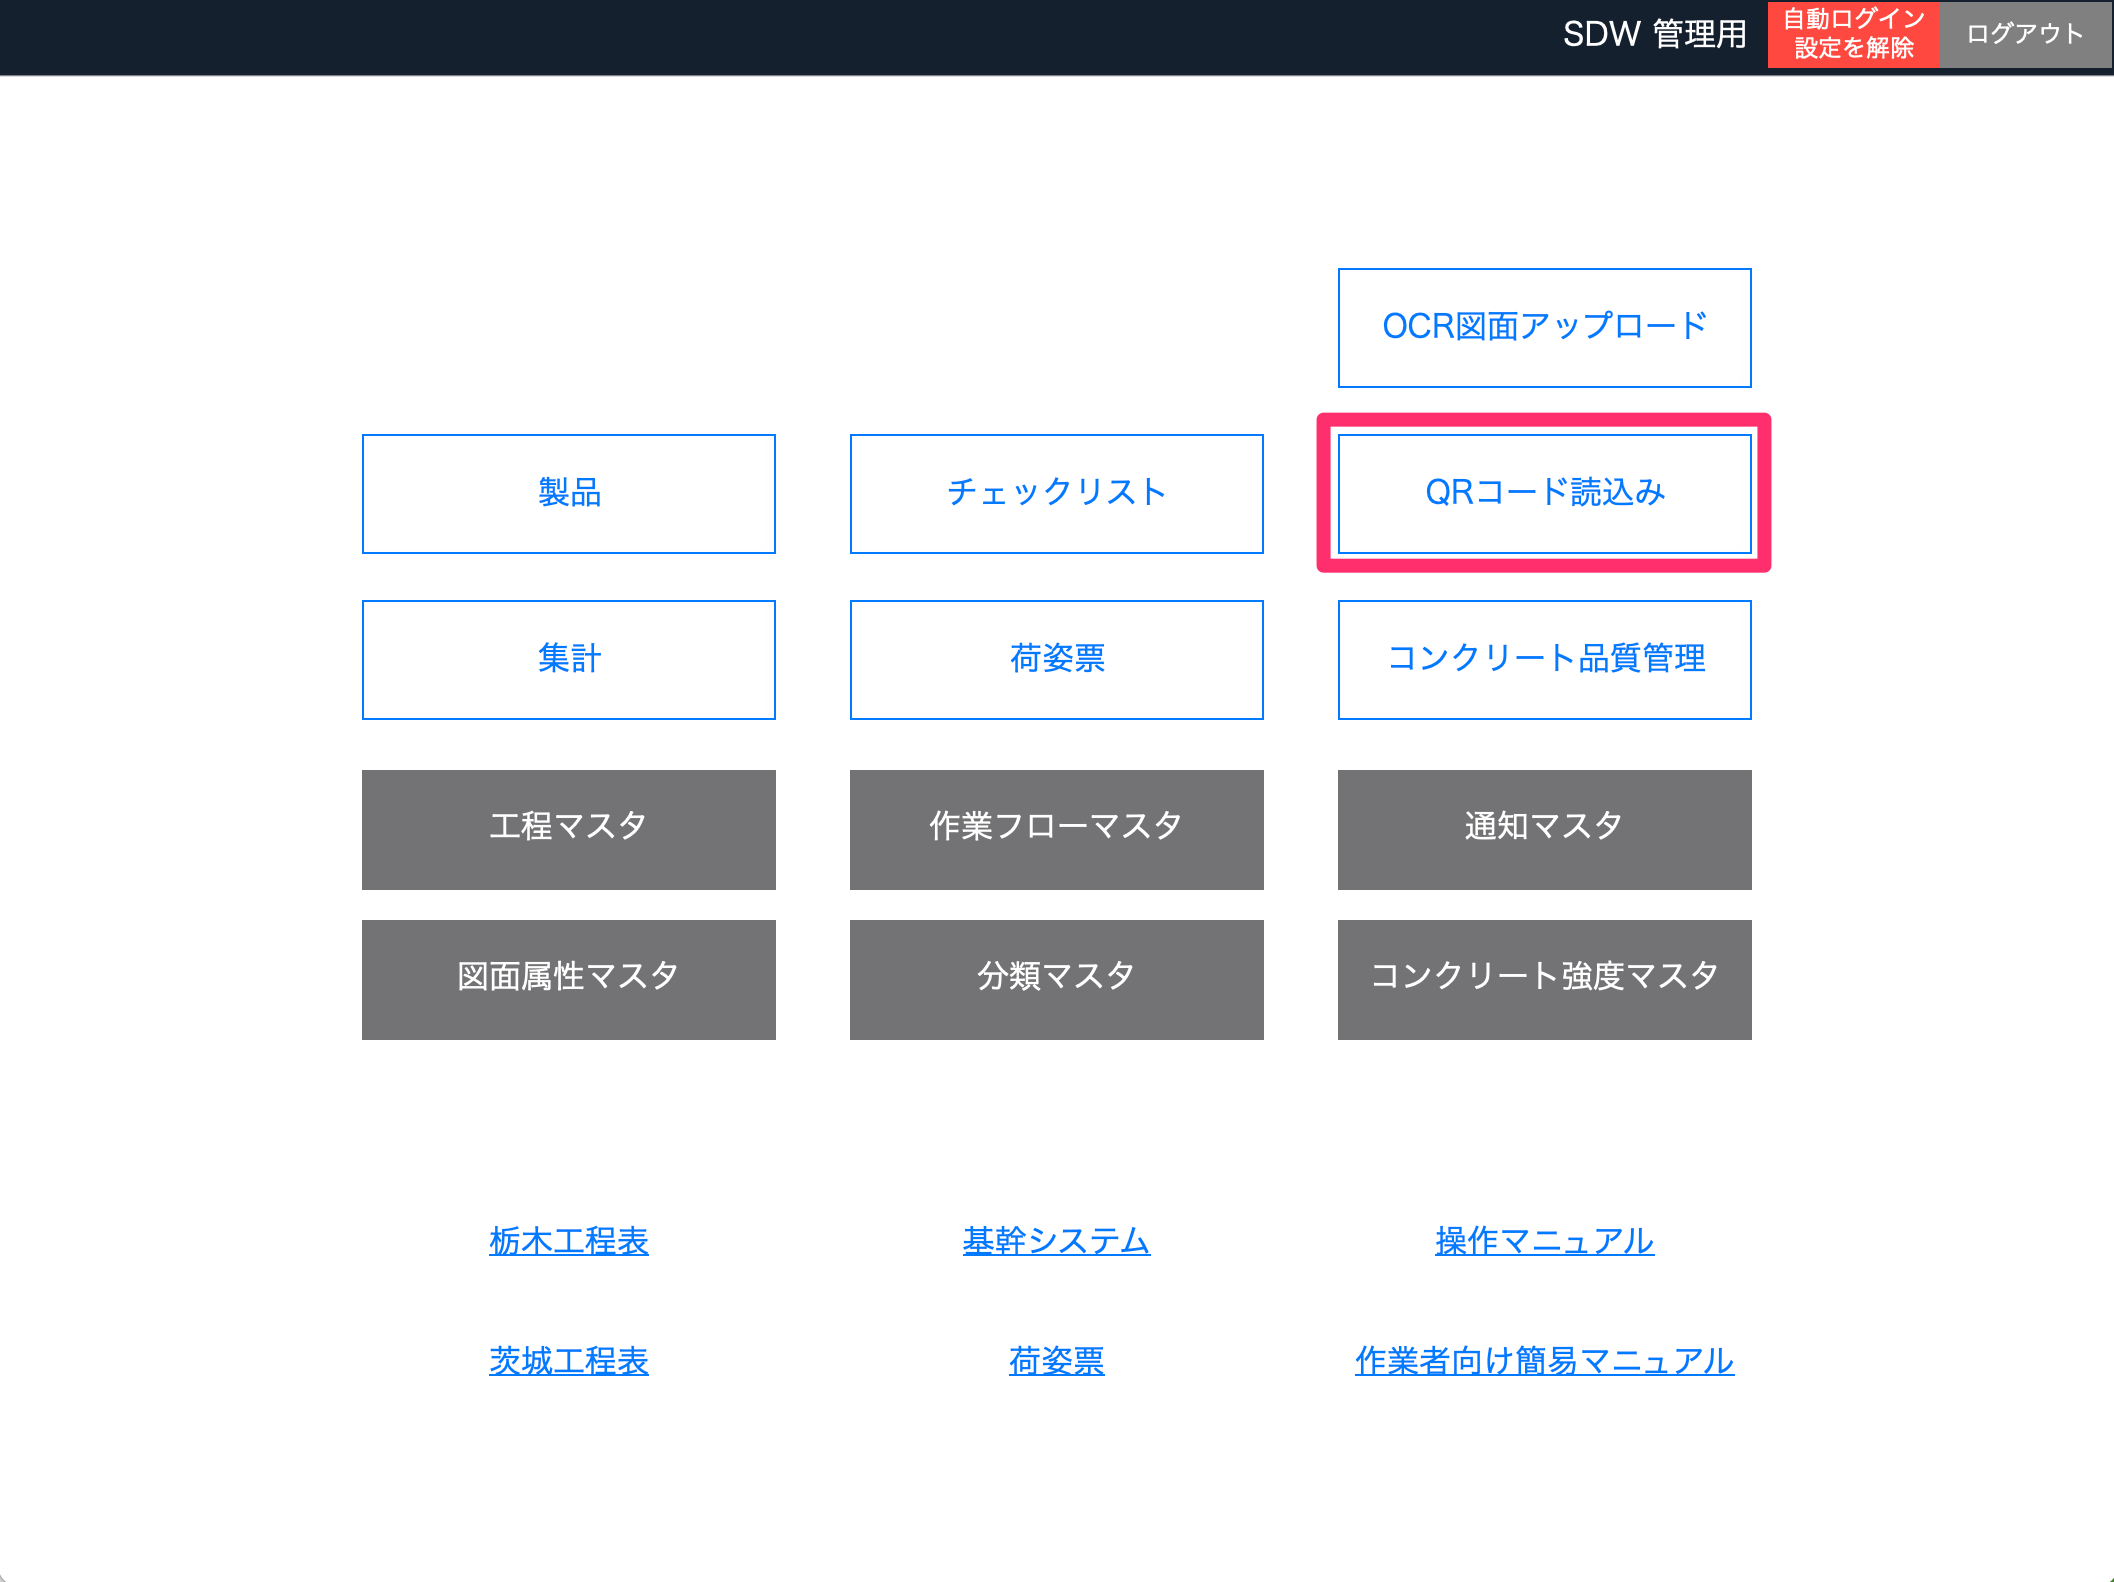 SDW 管理用
自動ログイン
設定を解除
ログアウト
OCR図面アップロード
製品
チェックリスト
QRコード読込み
集計
荷姿票
コンクリート品質管理
工程マスタ
作業フローマスタ
通知マスタ
図面属性マスタ
分類マスタ
コンクリート強度マスタ
栃木工程表
基幹システム
操作マニュアル
茨城工程表
荷姿票
作業者向け簡易マニュアル